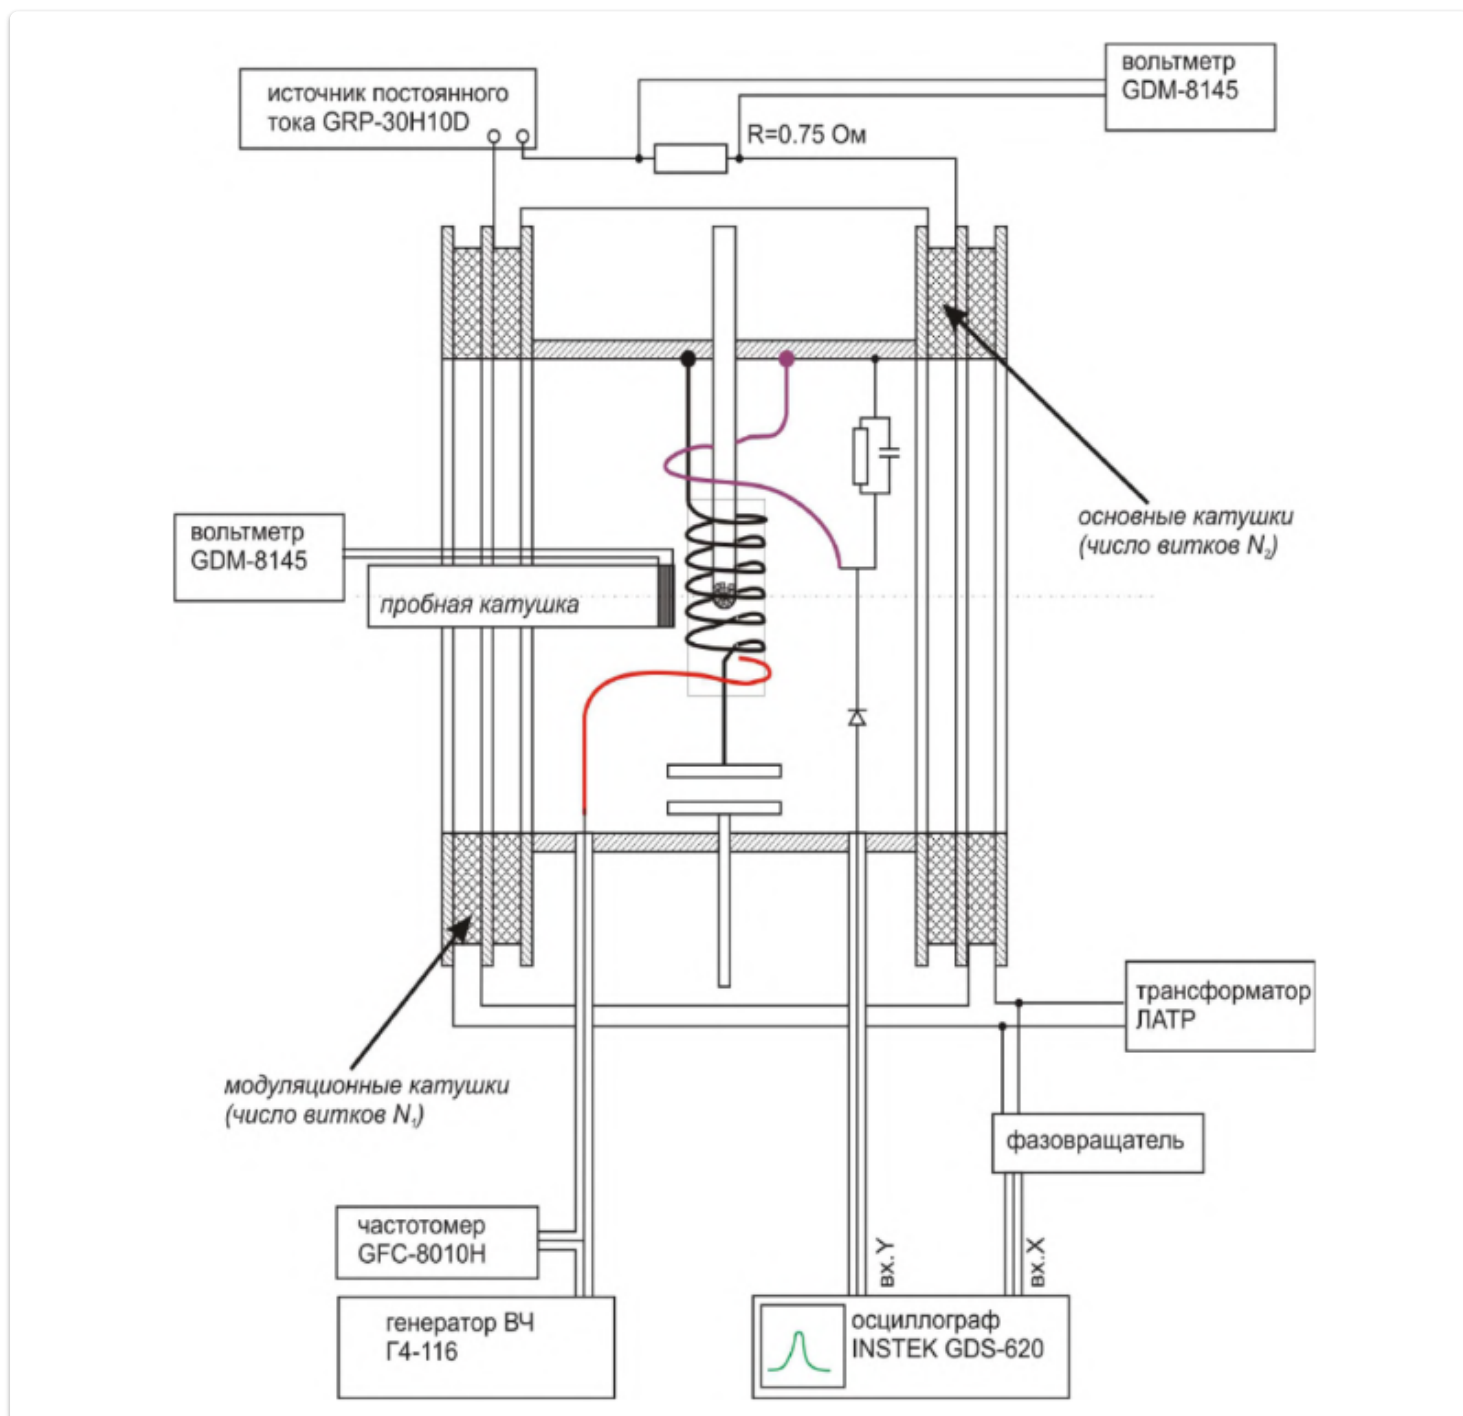 источник постоянного
тока GRP-30H10D
вольтметр
GDM-8145
R=0.75 Ом
основные катушки
(число витков N₂)
вольтметр
GDM-8145
пробная катушка
трансформатор
ЛАТР
модуляционные катушки
(число витков N₁)
фазовращатель
частотомер
GFC-8010H
вх.Y
вх.X
генератор ВЧ
Г4-116
осциллограф
INSTEK GDS-620